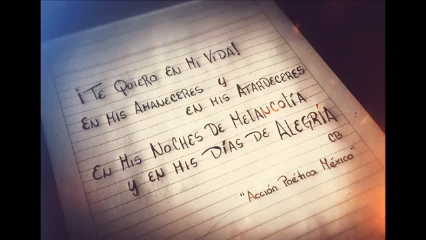 ¡Te Quiero en mi Vida!
en mis Amaneceres y
en mis Atardeceres
en mis Noches de Melancolía
y en mis Días de Alegría
CB
"Acción Poética México"